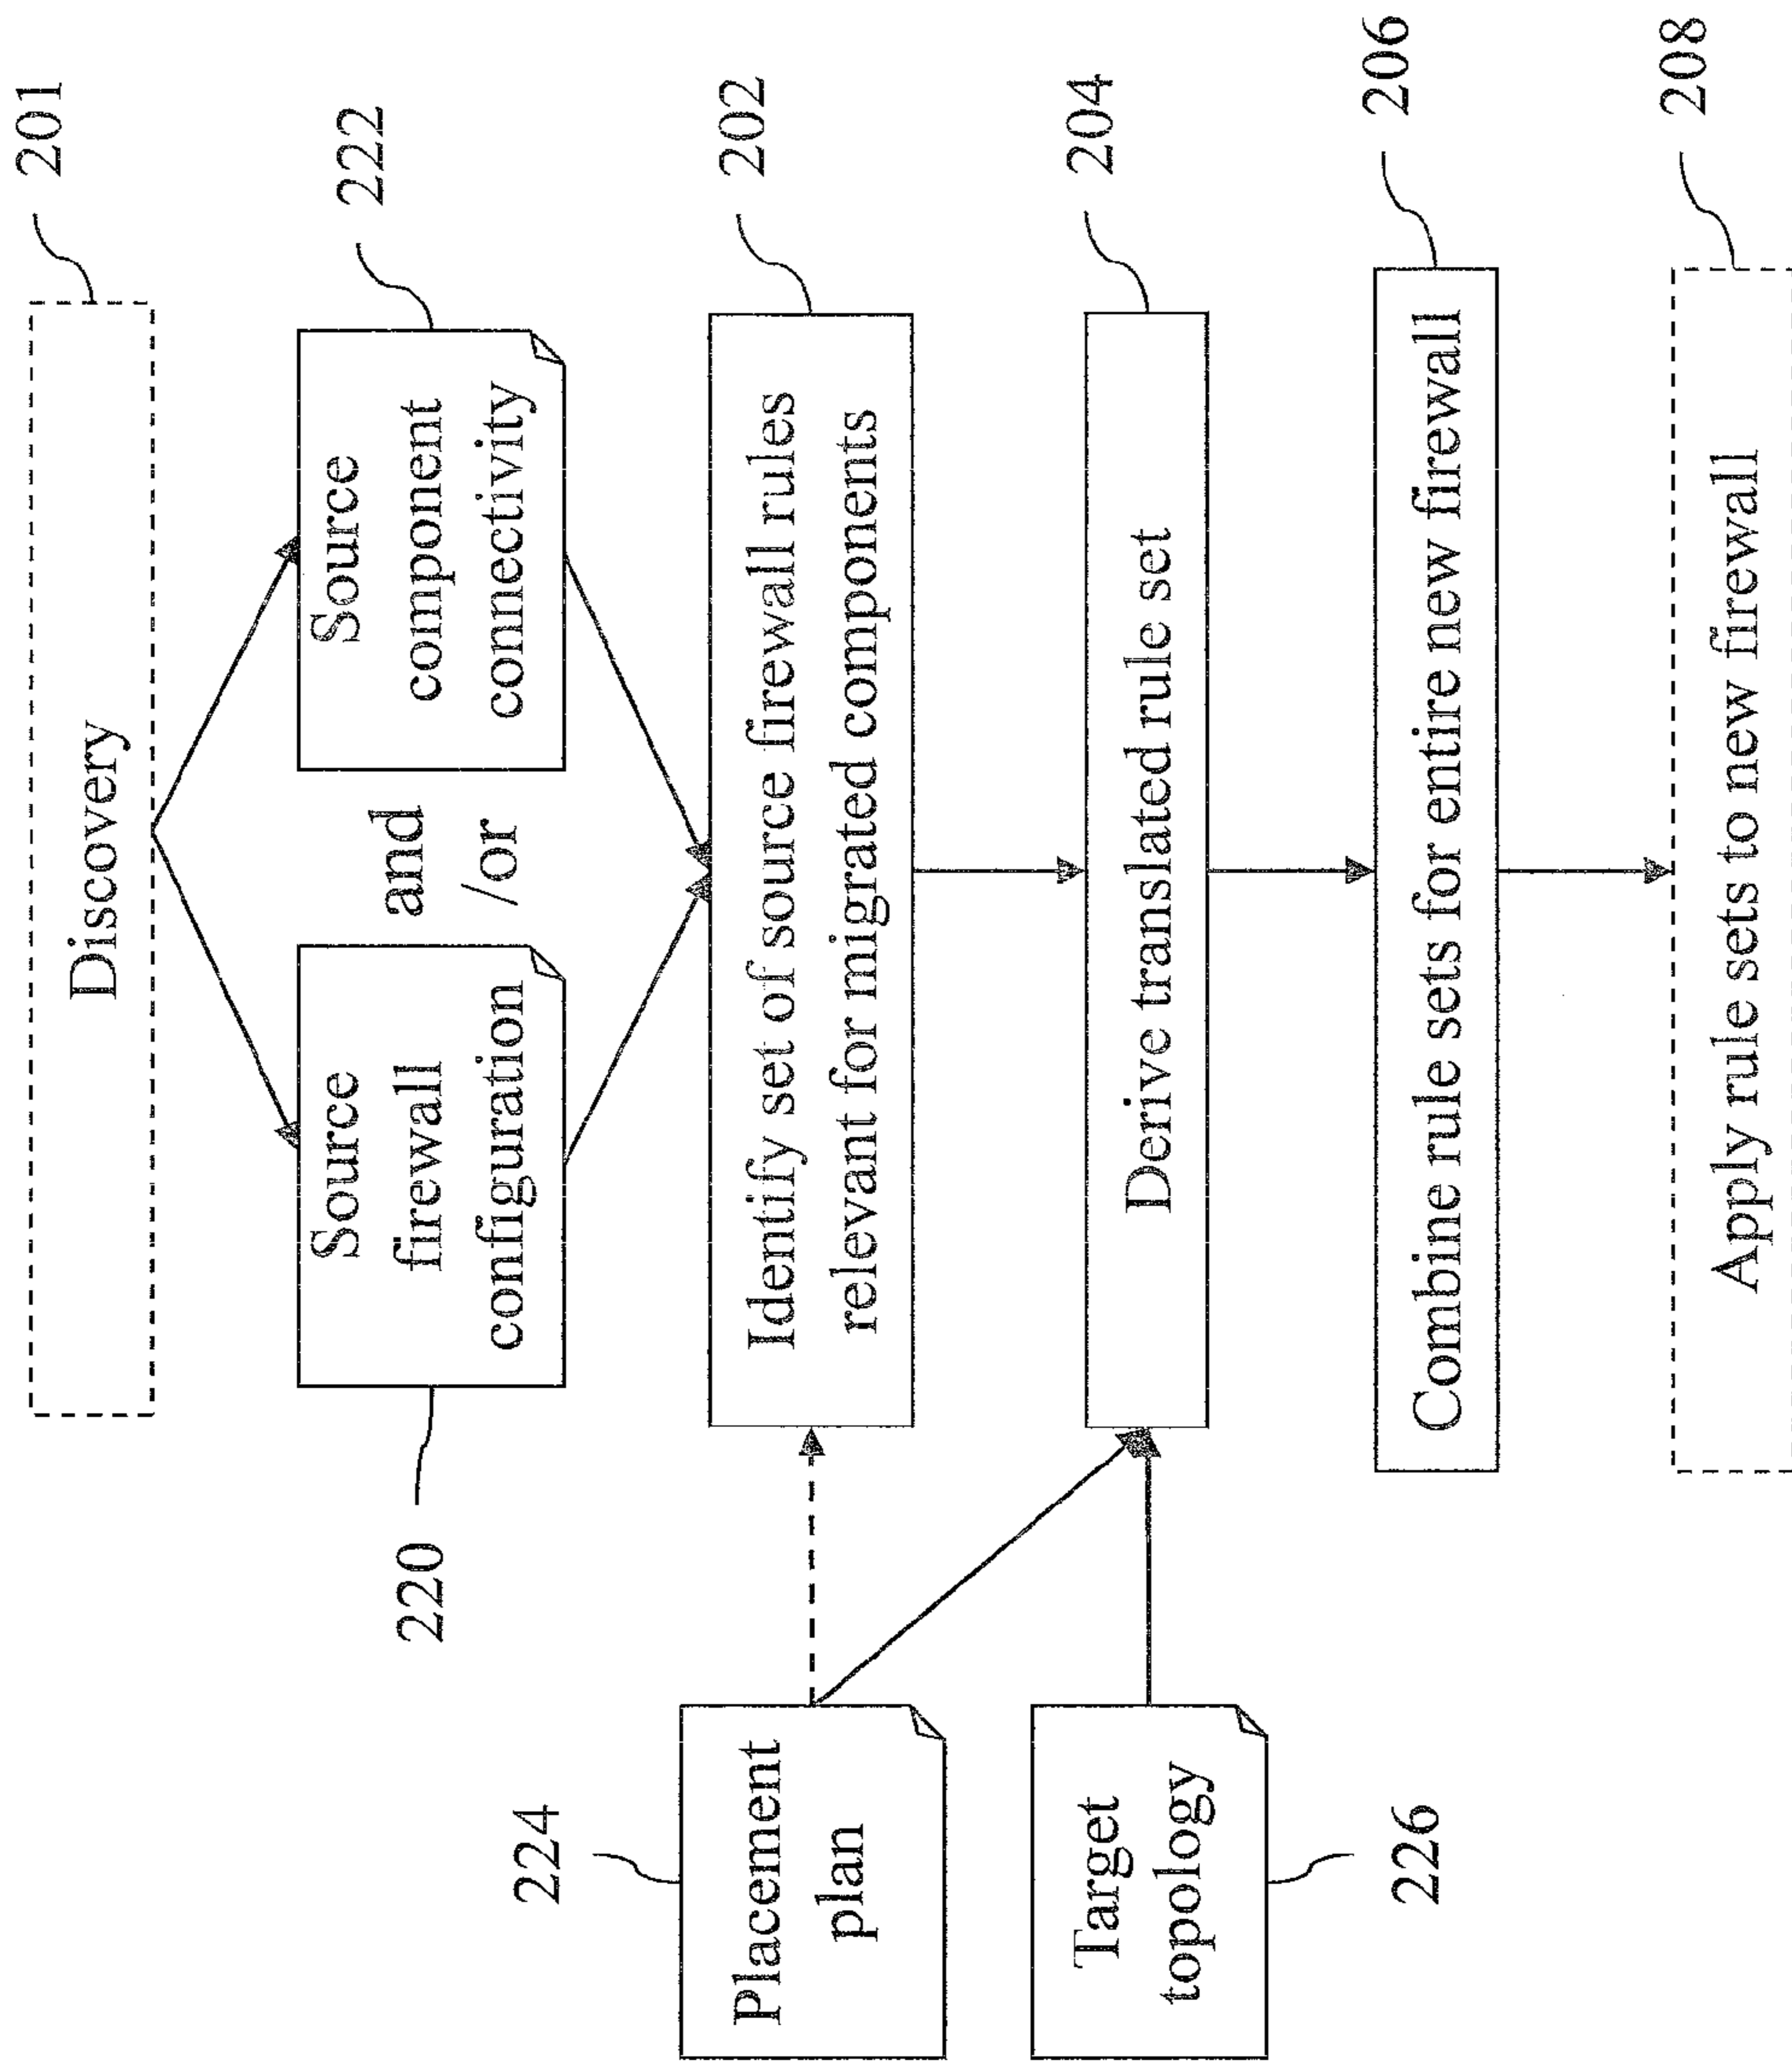 Discovery
201
Source
firewall
configuration
220
and
/or
Source
component
connectivity
222
Placement
plan
224
Identify set of source firewall rules
relevant for migrated components
202
Target
topology
226
Derive translated rule set
204
Combine rule sets for entire new firewall
206
Apply rule sets to new firewall
208